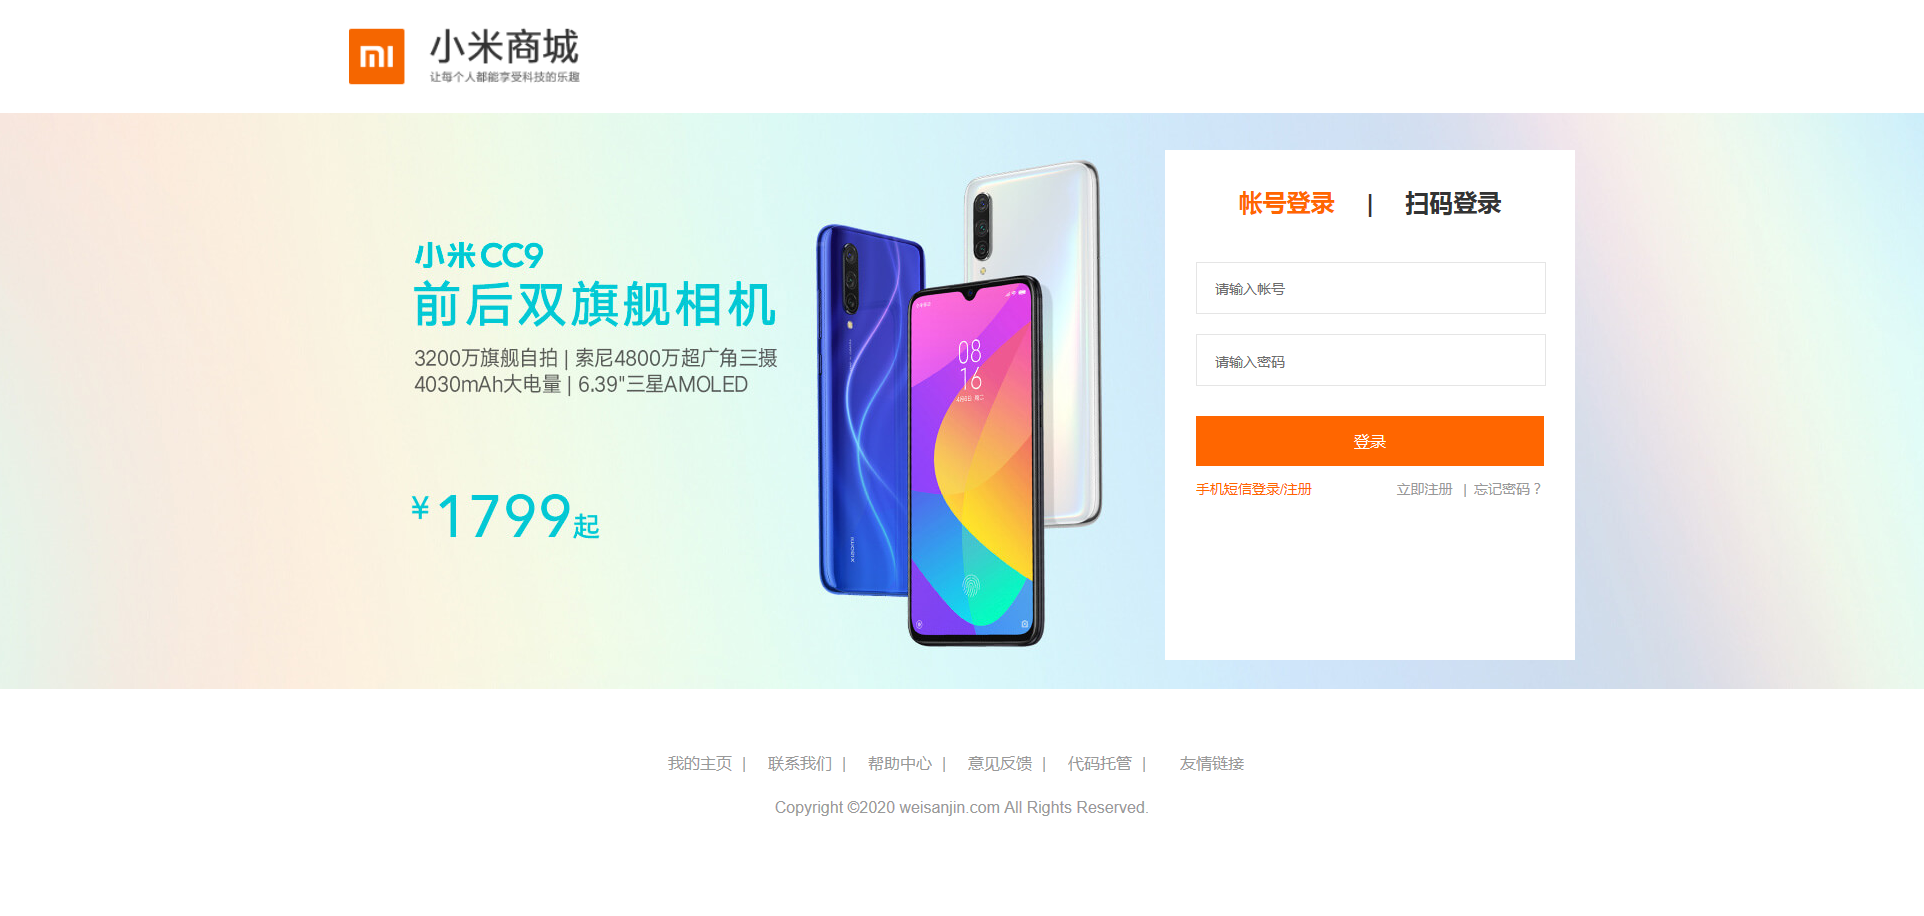 小米商城
让每个人都能享受科技的乐趣
帐号登录 | 扫码登录
小米CC9
前后双旗舰相机
3200万旗舰自拍 | 索尼4800万超广角三摄
4030mAh大电量 | 6.39"三星AMOLED
¥1799起
08
16
请输入帐号
请输入密码
登录
手机短信登录/注册 立即注册 | 忘记密码？
我的主页 | 联系我们 | 帮助中心 | 意见反馈 | 代码托管 | 友情链接
Copyright ©2020 weisanjin.com All Rights Reserved.